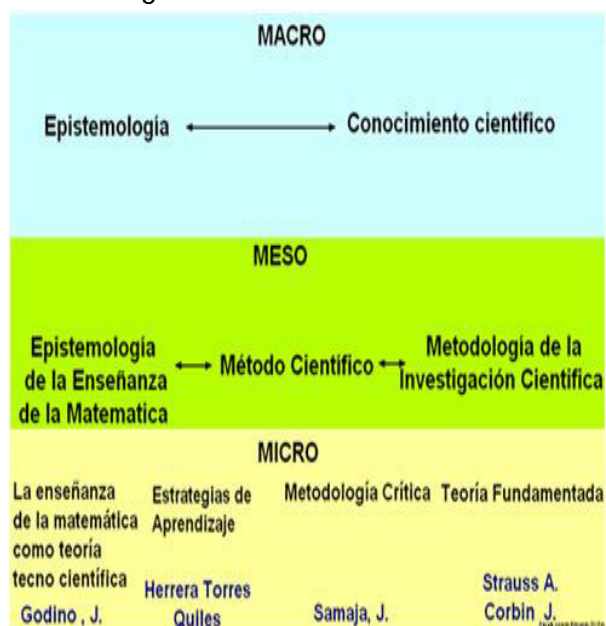 MACRO
Epistemología
Conocimiento científico
MESO
Epistemología
de la Enseñanza
de la Matematica
Método Científico
Metodología de la
Investigación Científica
MICRO
La enseñanza
de la matemática
como teoría
tecno científica
Godino , J.
Estrategias de
Aprendizaje
Herrera Torres
Quiles
Metodología Crítica
Samaja, J.
Teoría Fundamentada
Strauss A.
Corbin J.